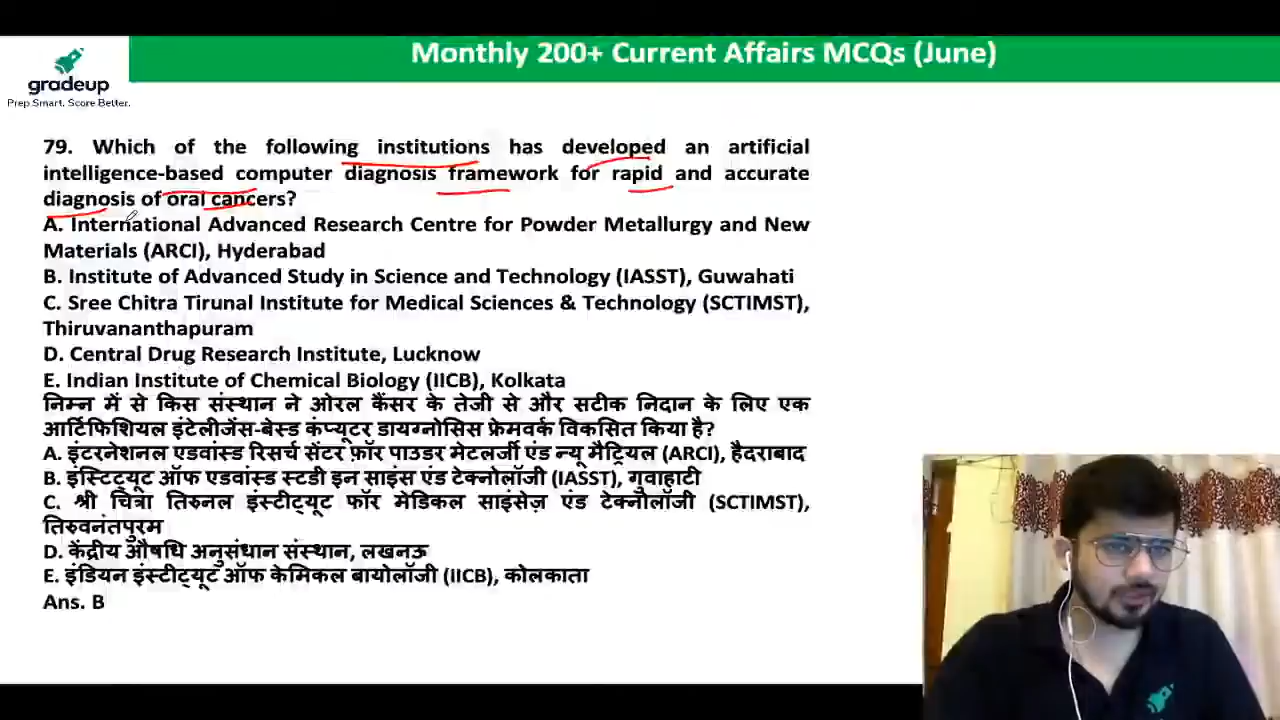 Monthly 200+ Current Affairs MCQs (June)
gradeup
Prep Smart. Score Better.
79. Which of the following institutions has developed an artificial
intelligence-based computer diagnosis framework for rapid and accurate
diagnosis of oral cancers?
A. International Advanced Research Centre for Powder Metallurgy and New
Materials (ARCI), Hyderabad
B. Institute of Advanced Study in Science and Technology (IASST), Guwahati
C. Sree Chitra Tirunal Institute for Medical Sciences & Technology (SCTIMST),
Thiruvananthapuram
D. Central Drug Research Institute, Lucknow
E. Indian Institute of Chemical Biology (IICB), Kolkata
निम्न में से किस संस्थान ने ओरल कैंसर के तेजी से और सटीक निदान के लिए एक
आर्टिफिशियल इंटेलीजेंस-बेस्ड कंप्यूटर डायग्नोसिस फ्रेमवर्क विकसित किया है?
A. इंटरनेशनल एडवांस्ड रिसर्च सेंटर फ़ॉर पाउडर मेटलर्जी एंड न्यू मैट्रियल (ARCI), हैदराबाद
B. इंस्टिट्यूट ऑफ एडवांस्ड स्टडी इन साइंस एंड टेक्नोलॉजी (IASST), गुवाहाटी
C. श्री चित्रा तिरुनल इंस्टीट्यूट फॉर मेडिकल साइंसेज़ एंड टेक्नोलॉजी (SCTIMST),
तिरुवनंतपुरम
D. केंद्रीय औषधि अनुसंधान संस्थान, लखनऊ
E. इंडियन इंस्टीट्यूट ऑफ केमिकल बायोलॉजी (IICB), कोलकाता
Ans. B